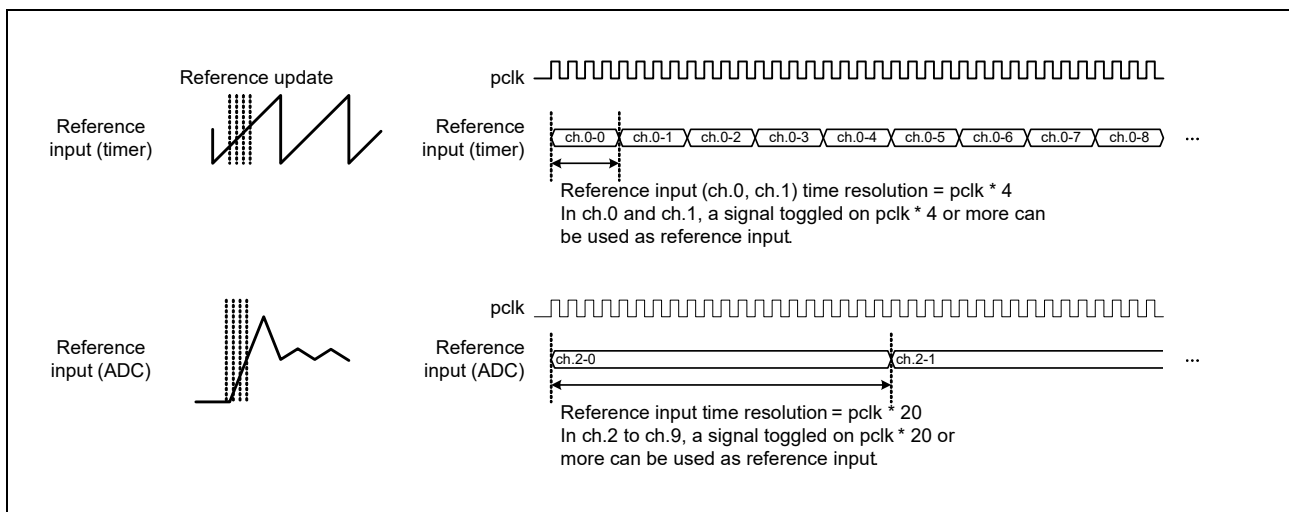 Reference update
pclk
Reference
input (timer)
Reference
input (timer)
ch.0-0 ch.0-1 ch.0-2 ch.0-3 ch.0-4 ch.0-5 ch.0-6 ch.0-7 ch.0-8 ...
Reference input (ch.0, ch.1) time resolution = pclk * 4
In ch.0 and ch.1, a signal toggled on pclk * 4 or more can
be used as reference input.
pclk
Reference
input (ADC)
Reference
input (ADC)
ch.2-0 ch.2-1 ...
Reference input time resolution = pclk * 20
In ch.2 to ch.9, a signal toggled on pclk * 20 or
more can be used as reference input.